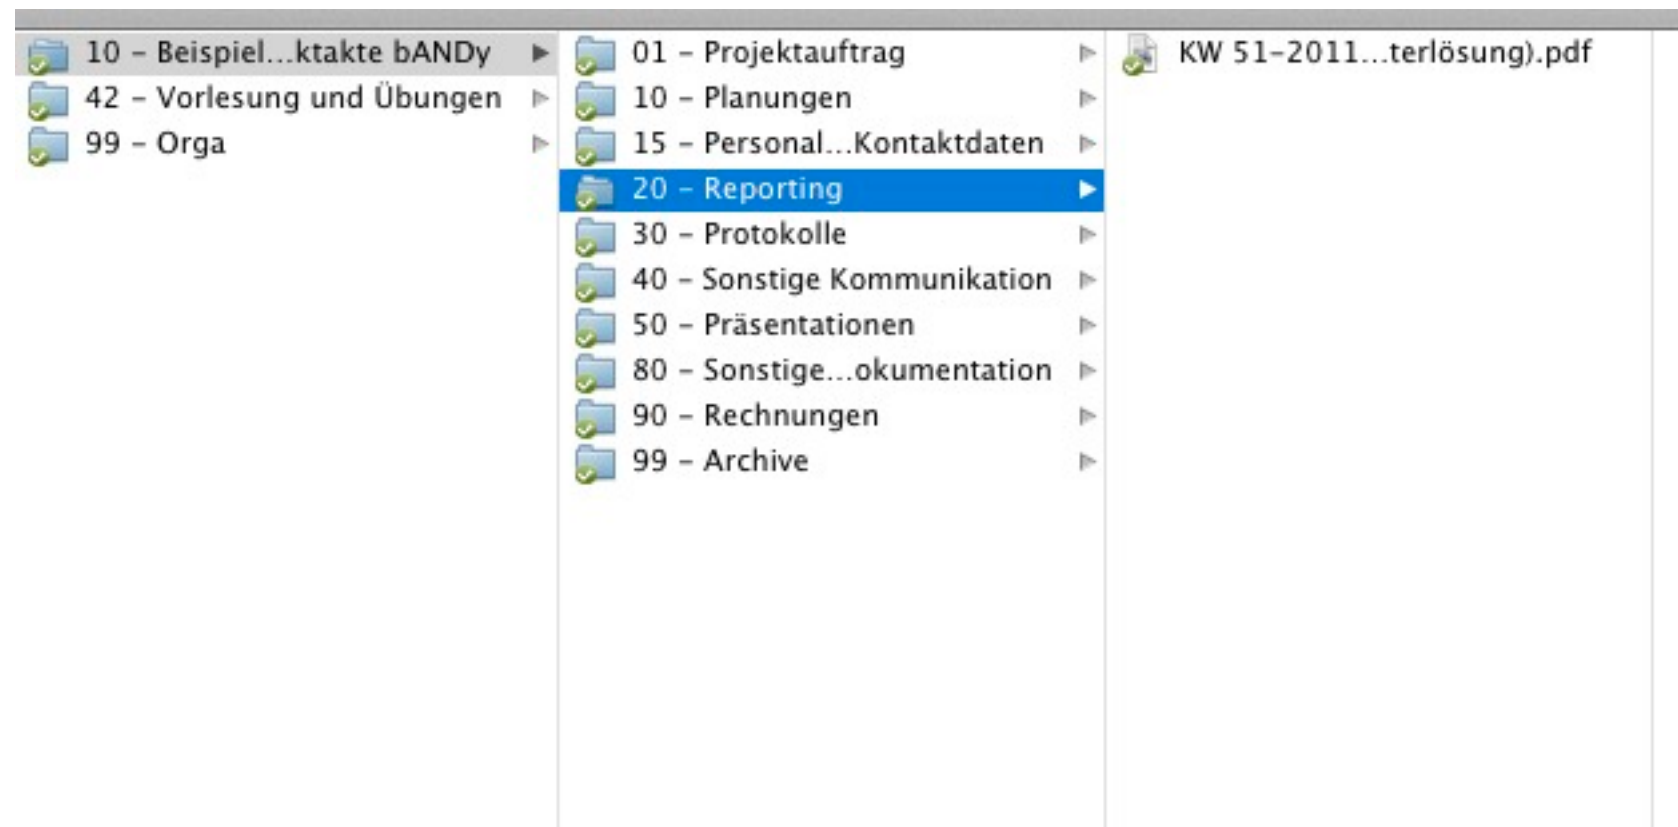 10 – Beispiel...ktakte bANDy
42 – Vorlesung und Übungen
99 – Orga
01 – Projektauftrag
10 – Planungen
15 – Personal...Kontaktdaten
20 – Reporting
30 – Protokolle
40 – Sonstige Kommunikation
50 – Präsentationen
80 – Sonstige...okumentation
90 – Rechnungen
99 – Archive
KW 51–2011...terlösung).pdf